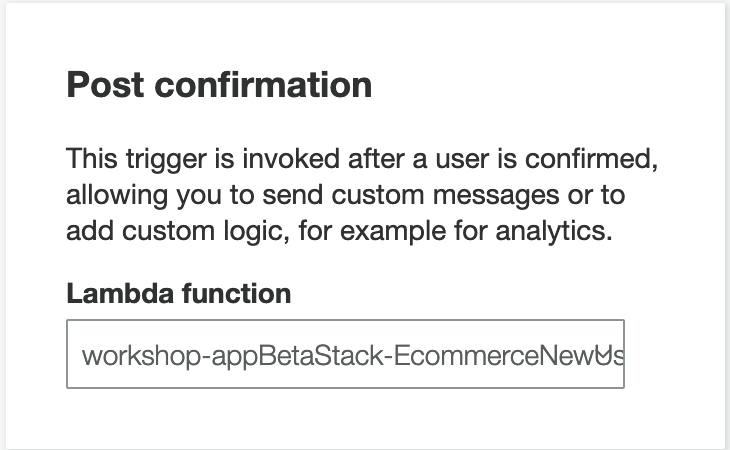 Post confirmation
This trigger is invoked after a user is confirmed,
allowing you to send custom messages or to
add custom logic, for example for analytics.
Lambda function
workshop-appBetaStack-EcommerceNewUs